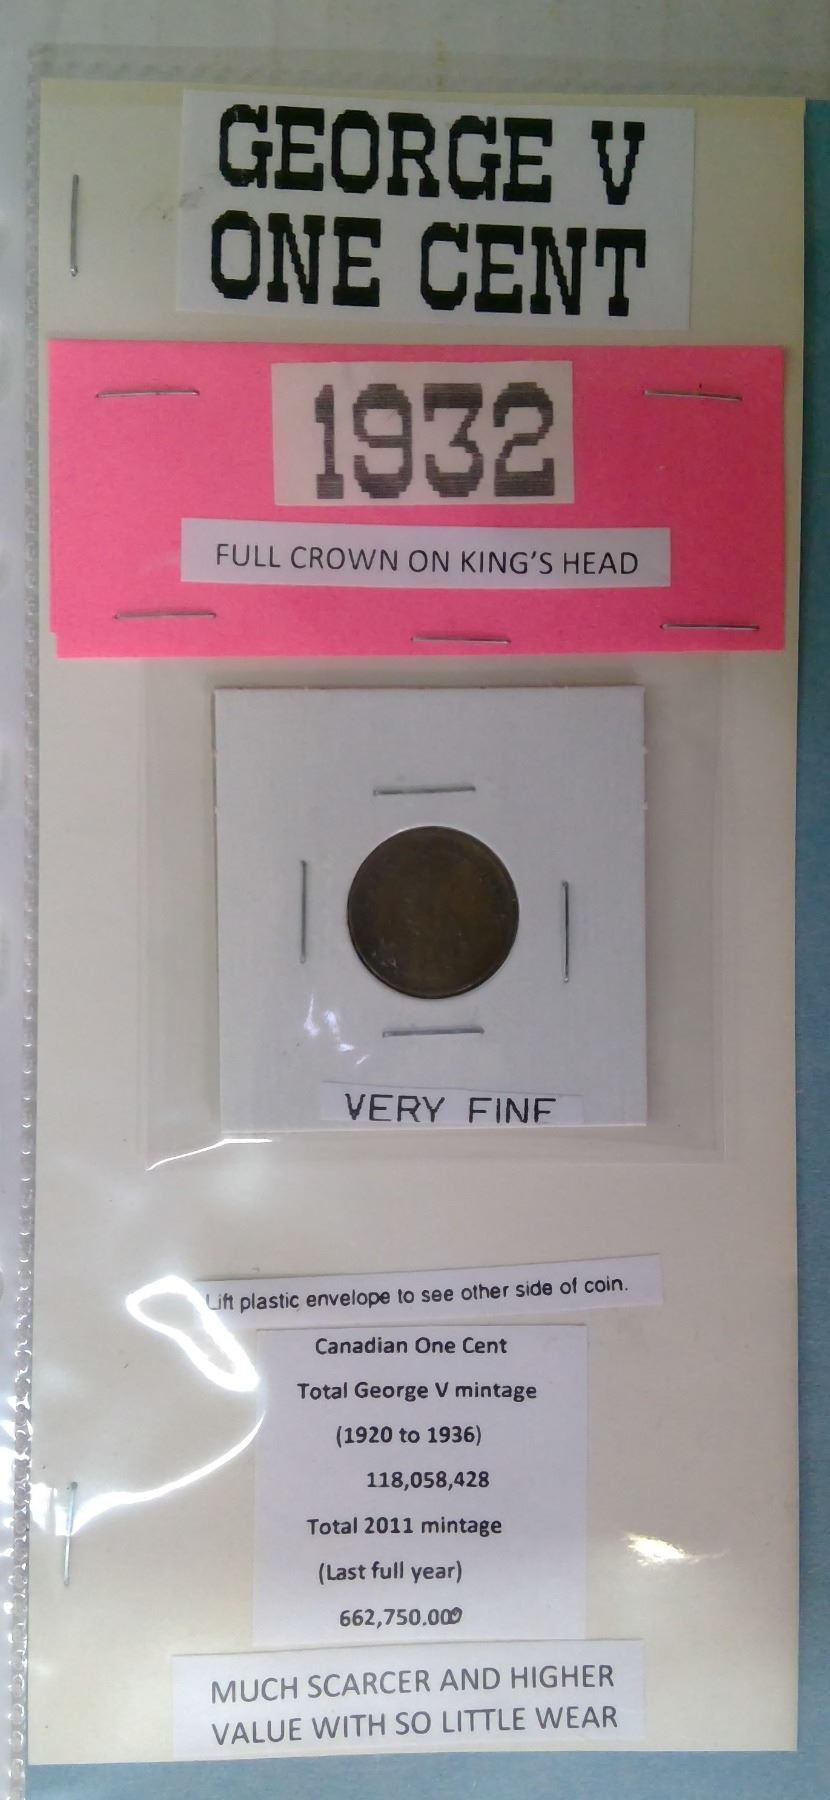 GEORGE V
ONE CENT
1932
FULL CROWN ON KING'S HEAD
VERY FINE
Lift plastic envelope to see other side of coin.
Canadian One Cent
Total George V mintage
(1920 to 1936)
118,058,428
Total 2011 mintage
(Last full year)
662,750.000
MUCH SCARCER AND HIGHER
VALUE WITH SO LITTLE WEAR